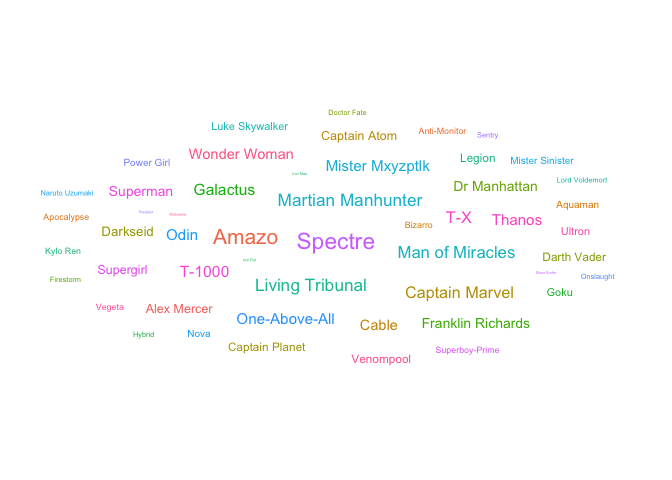 Doctor Fate
Luke Skywalker
Captain Atom
Anti-Monitor
Sentry
Wonder Woman
Mister Mxyzptlk
Legion
Mister Sinister
Power Girl
Iron Man
Lord Voldemort
Naruto Uzumaki
Superman
Galactus
Martian Manhunter
Dr Manhattan
Aquaman
Apocalypse
Wolverine
T-X
Thanos
Bizarro
Darkseid
Odin
Amazo
Spectre
Ultron
Kylo Ren
Man of Miracles
Darth Vader
Supergirl
T-1000
Silver Surfer
Onslaught
Firestorm
Living Tribunal
Captain Marvel
Goku
Vegeta
Alex Mercer
One-Above-All
Cable
Franklin Richards
Hybrid
Nova
Captain Planet
Superboy-Prime
Venompool